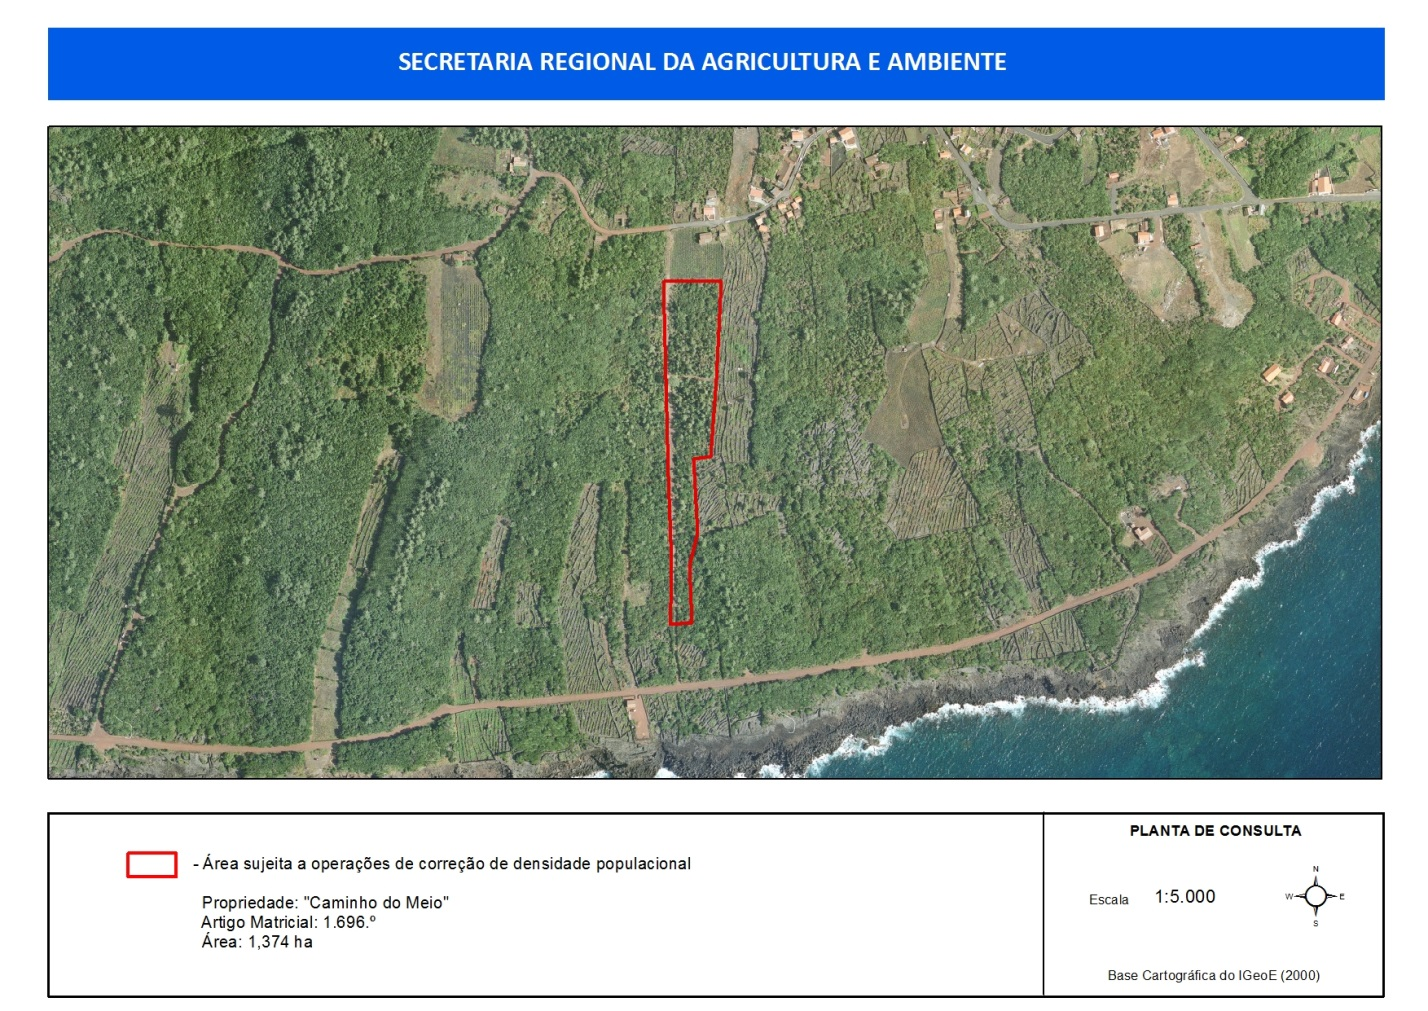 SECRETARIA REGIONAL DA AGRICULTURA E AMBIENTE
- Área sujeita a operações de correção de densidade populacional
Propriedade: "Caminho do Meio"
Artigo Matricial: 1.696.º
Área: 1,374 ha
PLANTA DE CONSULTA
Escala 1:5.000
N
W E
S
Base Cartográfica do IGeoE (2000)